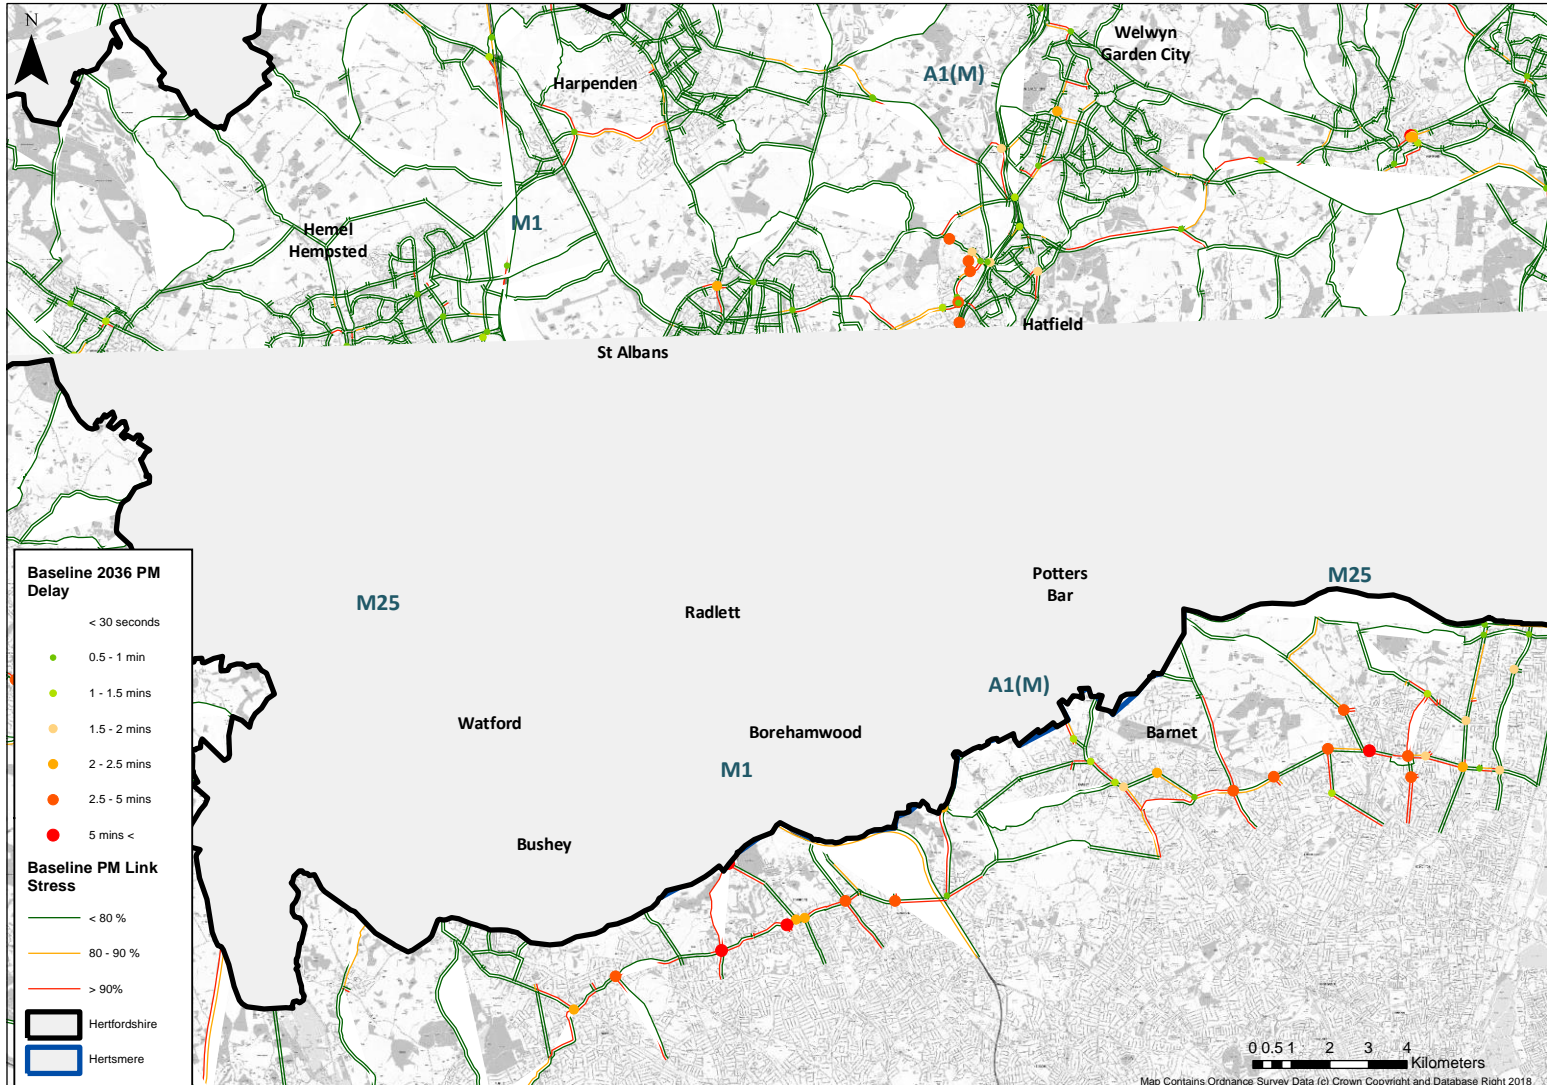 N
Welwyn
Garden City
A1(M)
Harpenden
M1
Hemel
Hempsted
Hatfield
St Albans
Potters
Bar
M25
M25
Radlett
A1(M)
Watford
Borehamwood
Barnet
M1
Bushey
Baseline 2036 PM
Delay
< 30 seconds
0.5 - 1 min
1 - 1.5 mins
1.5 - 2 mins
2 - 2.5 mins
2.5 - 5 mins
5 mins <
Baseline PM Link
Stress
< 80 %
80 - 90 %
> 90%
Hertfordshire
Hertsmere
0 0.5 1 2 3 4
Kilometers
Map Contains Ordnance Survey Data (c) Crown Copyright and Database Right 2018